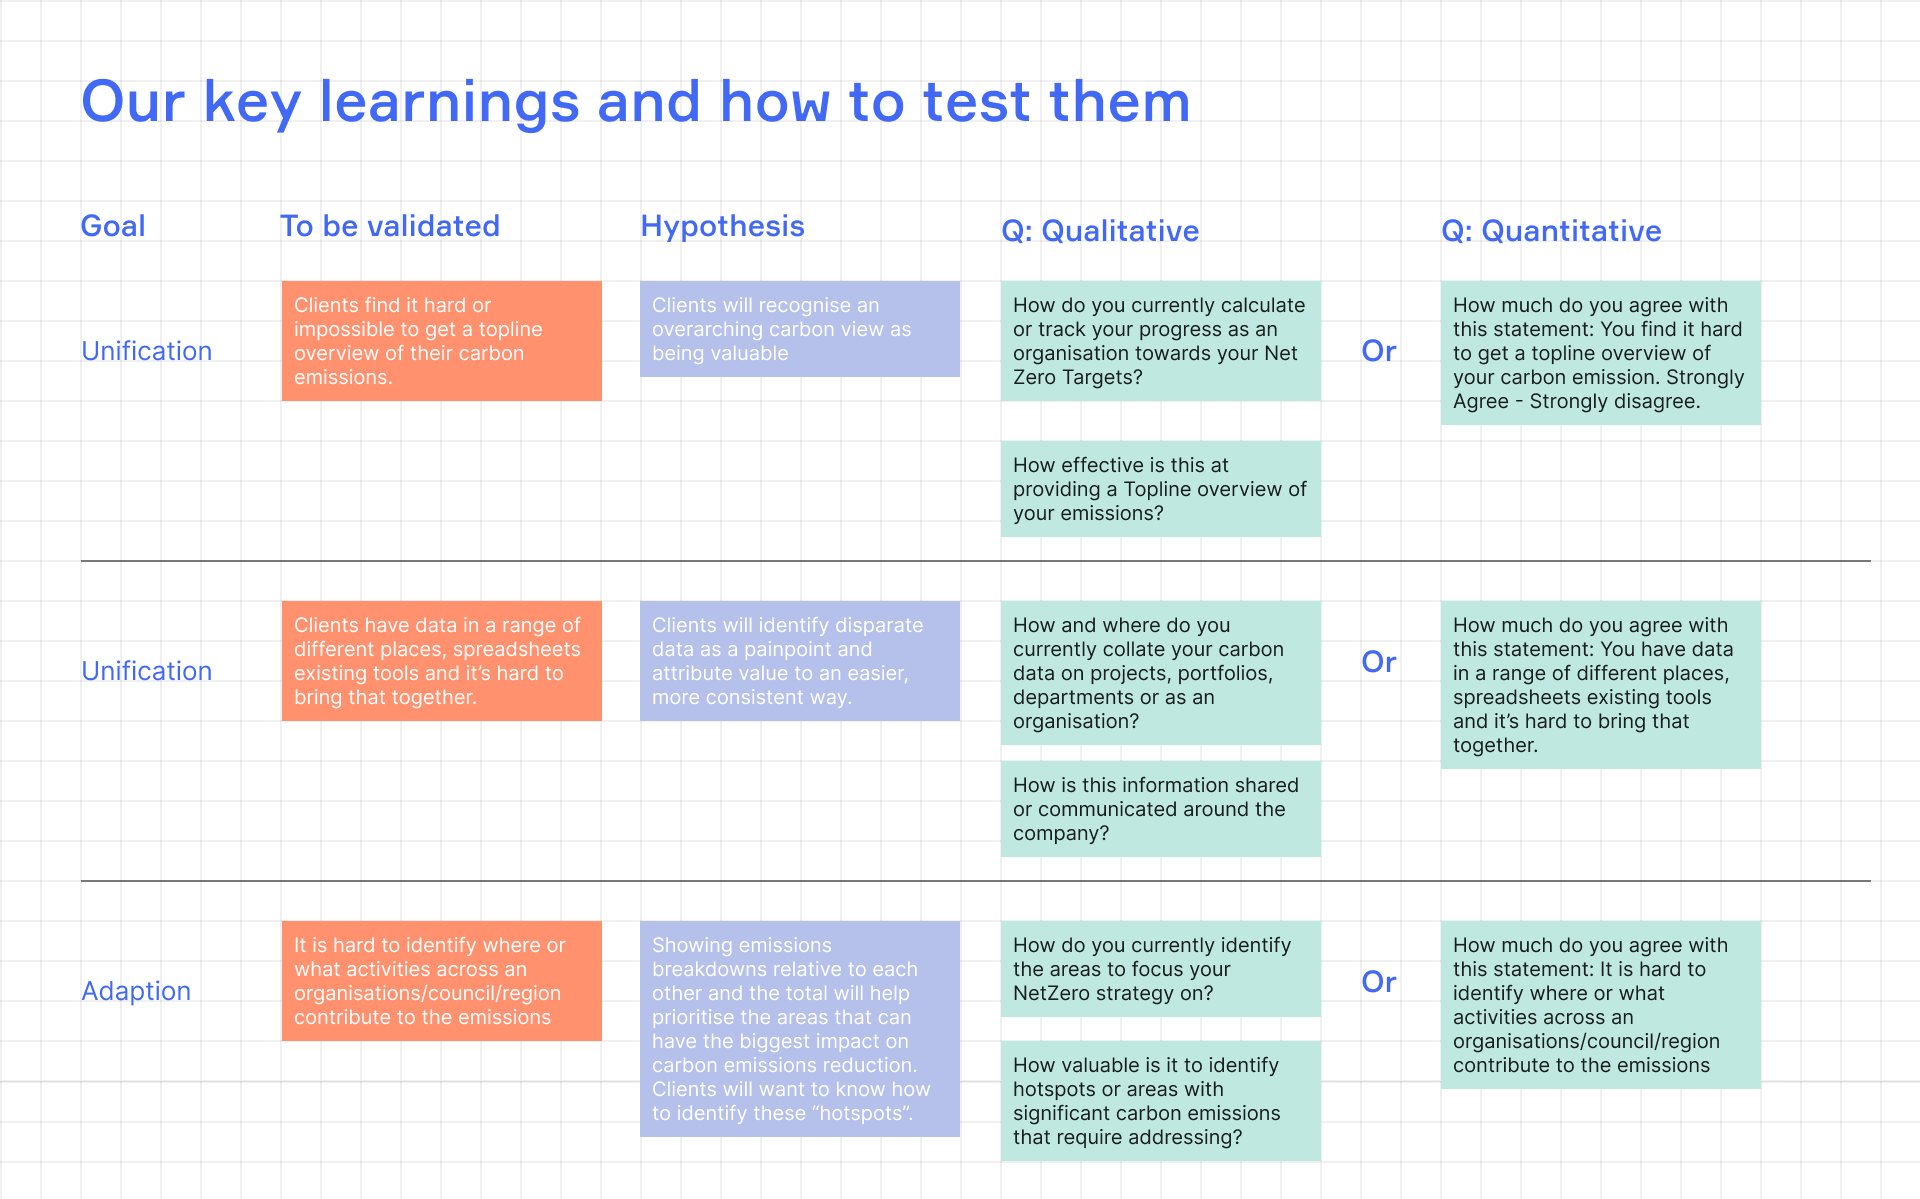 Our key learnings and how to test them
Goal
To be validated
Hypothesis
Q: Qualitative
Q: Quantitative
Unification
Clients find it hard or
impossible to get a topline
overview of their carbon
emissions.
Clients will recognise an
overarching carbon view as
being valuable
How do you currently calculate
or track your progress as an
organisation towards your Net
Zero Targets?
How effective is this at
providing a Topline overview of
your emissions?
Or
How much do you agree with
this statement: You find it hard
to get a topline overview of
your carbon emission. Strongly
Agree - Strongly disagree.
Unification
Clients have data in a range of
different places, spreadsheets
existing tools and it's hard to
bring that together.
Clients will identify disparate
data as a painpoint and
attribute value to an easier,
more consistent way.
How and where do you
currently collate your carbon
data on projects, portfolios,
departments or as an
organisation?
How is this information shared
or communicated around the
company?
Or
How much do you agree with
this statement: You have data
in a range of different places,
spreadsheets existing tools
and it's hard to bring that
together.
Adaption
It is hard to identify where or
what activities across an
organisations/council/region
contribute to the emissions
Showing emissions
breakdowns relative to each
other and the total will help
prioritise the areas that can
have the biggest impact on
carbon emissions reduction.
Clients will want to know how
to identify these “hotspots”.
How do you currently identify
the areas to focus your
NetZero strategy on?
How valuable is it to identify
hotspots or areas with
significant carbon emissions
that require addressing?
Or
How much do you agree with
this statement: It is hard to
identify where or what
activities across an
organisations/council/region
contribute to the emissions